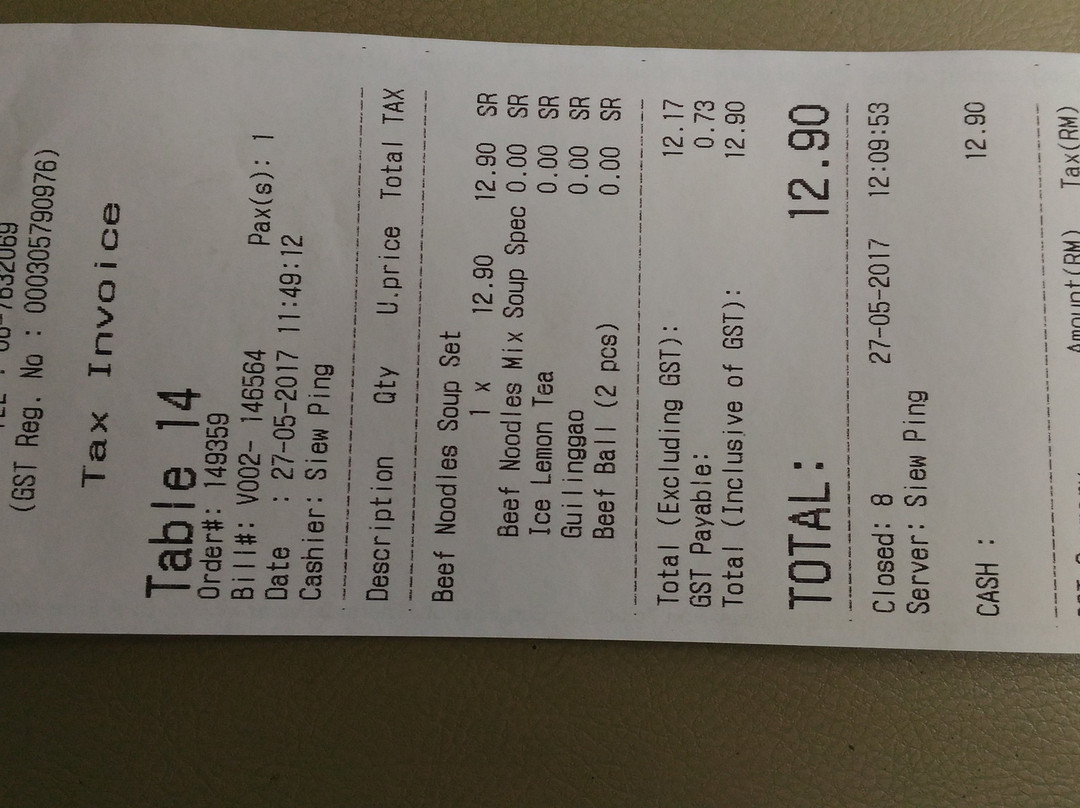 (GST Reg. No : 000305790976)
Tax Invoice
Table 14
Order#: 149359
Bill#: V002- 146564 Pax(s): 1
Date : 27-05-2017 11:49:12
Cashier: Siew Ping
Description Qty U.price Total TAX
Beef Noodles Soup Set
1 x 12.90 12.90 SR
Beef Noodles Mix Soup Spec 0.00 SR
Ice Lemon Tea 0.00 SR
Guilinggao 0.00 SR
Beef Ball (2 pcs) 0.00 SR
Total (Excluding GST): 12.17
GST Payable: 0.73
Total (Inclusive of GST): 12.90
TOTAL: 12.90
Closed: 8 27-05-2017 12:09:53
Server: Siew Ping
CASH : 12.90
Amount(RM) Tax(RM)